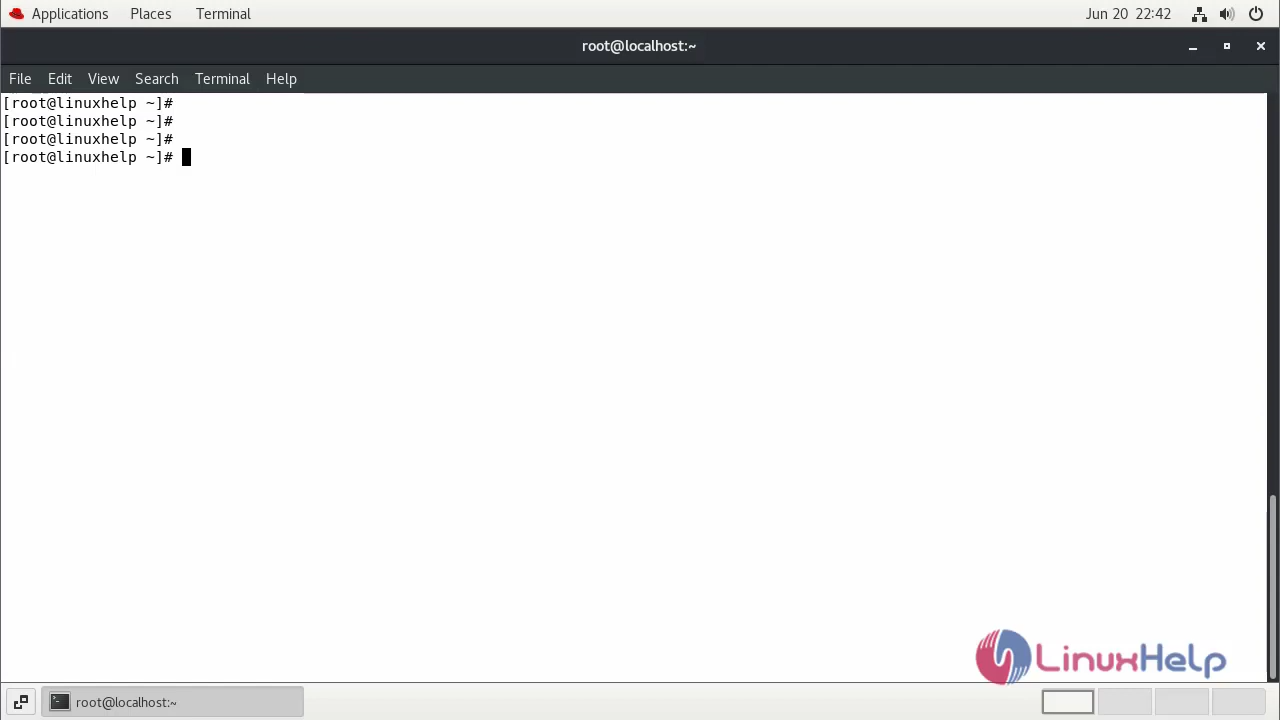 Applications Places Terminal Jun 20 22:42
root@localhost:~
File Edit View Search Terminal Help
[root@linuxhelp ~]#
[root@linuxhelp ~]#
[root@linuxhelp ~]#
[root@linuxhelp ~]#
LinuxHelp
root@localhost:~